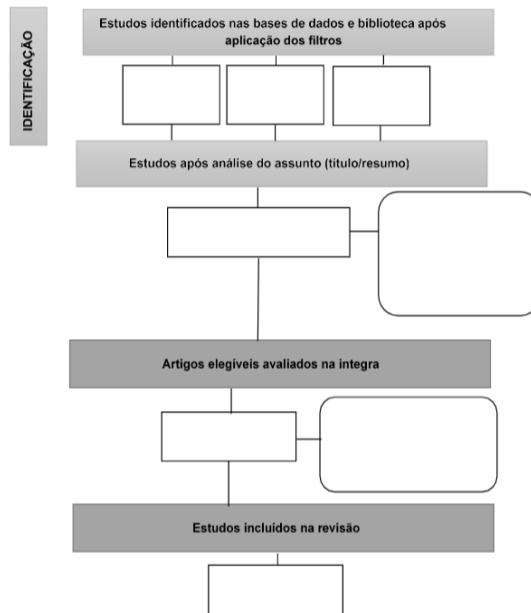 IDENTIFICAÇÃO
Estudos identificados nas bases de dados e biblioteca após
aplicação dos filtros
Estudos após análise do assunto (título/resumo)
Artigos elegíveis avaliados na integra
Estudos incluídos na revisão